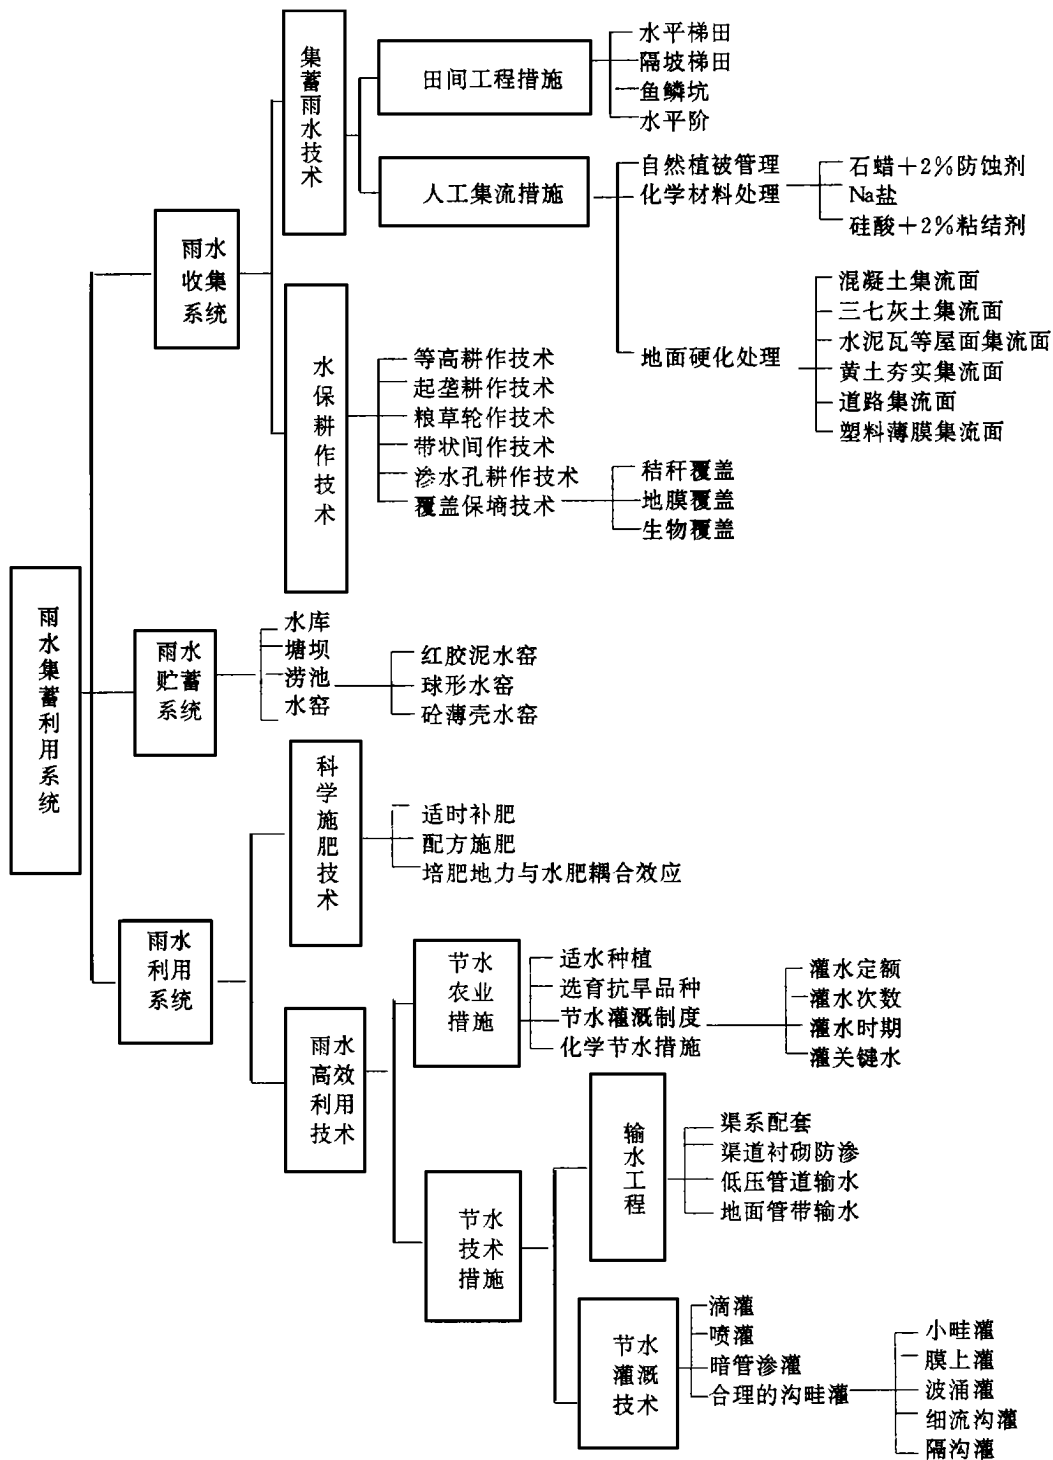 雨水集蓄利用系统
雨水
收集
系统
集蓄雨水技术
田间工程措施
水平梯田
隔坡梯田
鱼鳞坑
水平阶
人工集流措施
自然植被管理
化学材料处理
石蜡+2%防蚀剂
Na盐
硅酸+2%粘结剂
地面硬化处理
混凝土集流面
三七灰土集流面
水泥瓦等屋面集流面
黄土夯实集流面
道路集流面
塑料薄膜集流面
水保耕作技术
等高耕作技术
起垄耕作技术
粮草轮作技术
带状间作技术
渗水孔耕作技术
覆盖保墒技术
秸秆覆盖
地膜覆盖
生物覆盖
雨水
贮蓄
系统
水库
塘坝
涝池
水窑
红胶泥水窑
球形水窑
砼薄壳水窑
雨水
利用
系统
科学施肥技术
适时补肥
配方施肥
培肥地力与水肥耦合效应
雨水
高效
利用
技术
节水
农业
措施
适水种植
选育抗旱品种
节水灌溉制度
化学节水措施
灌水定额
灌水次数
灌水时期
灌关键水
节水
技术
措施
输水工程
渠系配套
渠道衬砌防渗
低压管道输水
地面管带输水
节水
灌溉
技术
滴灌
喷灌
暗管渗灌
合理的沟畦灌
小畦灌
膜上灌
波涌灌
细流沟灌
隔沟灌